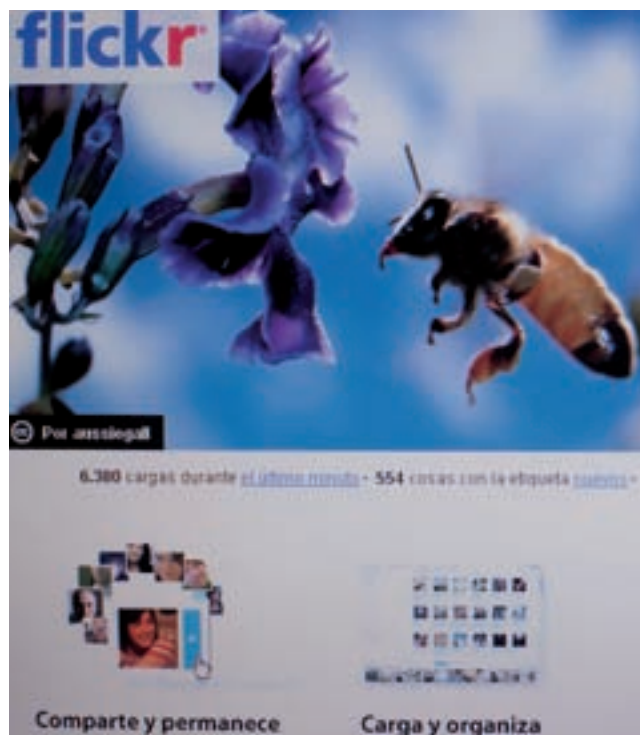 flickr
Por aussiegall
6.380 cargas durante el último minuto · 554 cosas con la etiqueta
Comparte y permanece
Carga y organiza